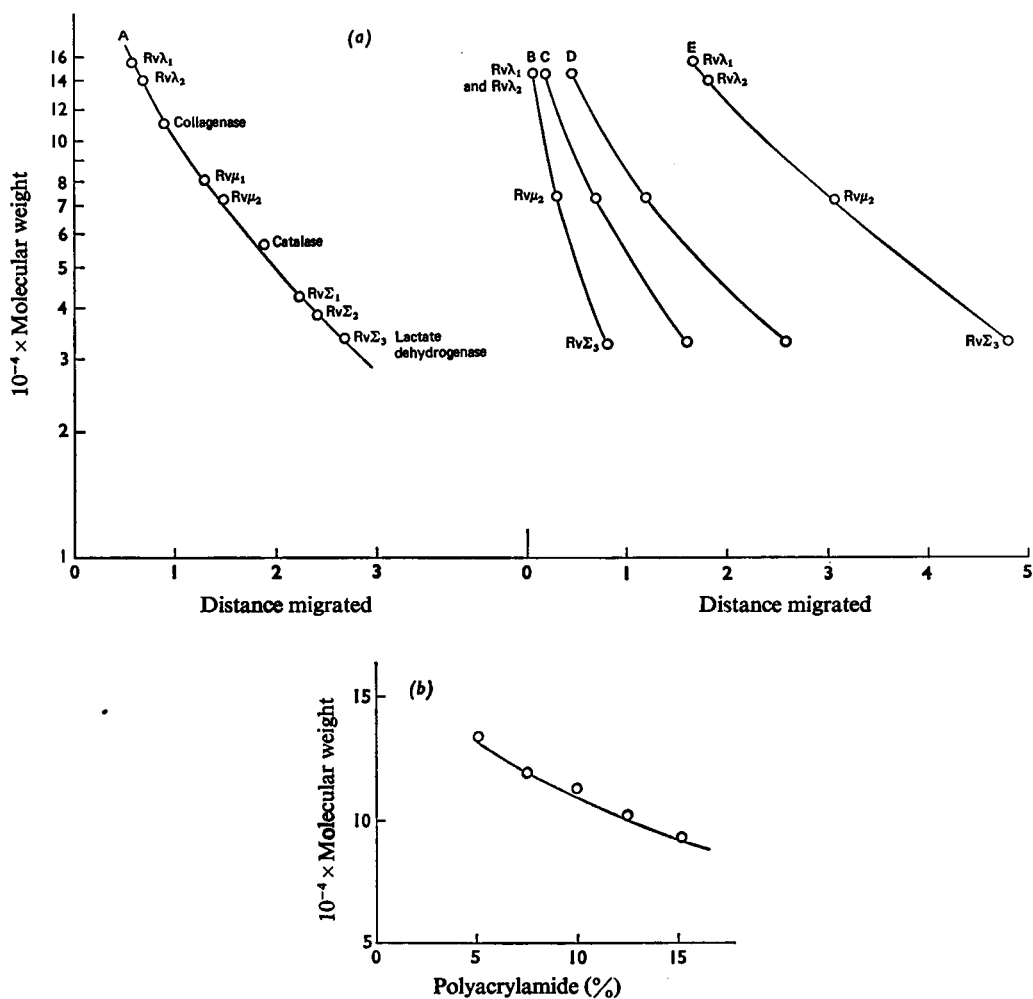 (a)
A
Rvλ₁
Rvλ₂
Collagenase
Rvμ₁
Rvμ₂
Catalase
RvΣ₁
RvΣ₂
RvΣ₃ Lactate
dehydrogenase
10⁻⁴ × Molecular weight
16
14
12
10
8
7
6
5
4
3
2
1
0 1 2 3
Distance migrated
B C D E
Rvλ₁
and Rvλ₂
Rvμ₂
RvΣ₃
Rvλ₁
Rvλ₂
Rvμ₂
RvΣ₃
0 1 2 3 4 5
Distance migrated
(b)
10⁻⁴ × Molecular weight
15
10
5
0 5 10 15
Polyacrylamide (%)